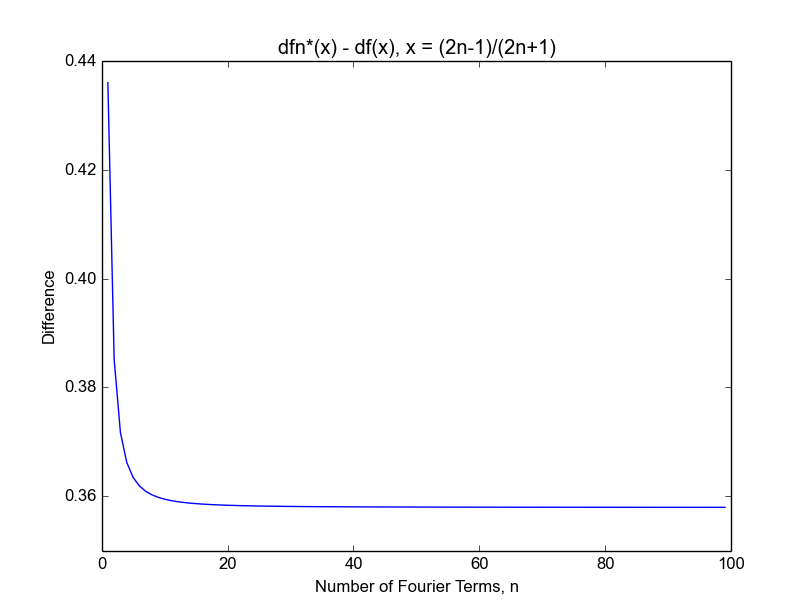 dfn*(x) - df(x), x = (2n-1)/(2n+1)
0.44
0.42
0.40
0.38
0.36
Difference
0 20 40 60 80 100
Number of Fourier Terms, n